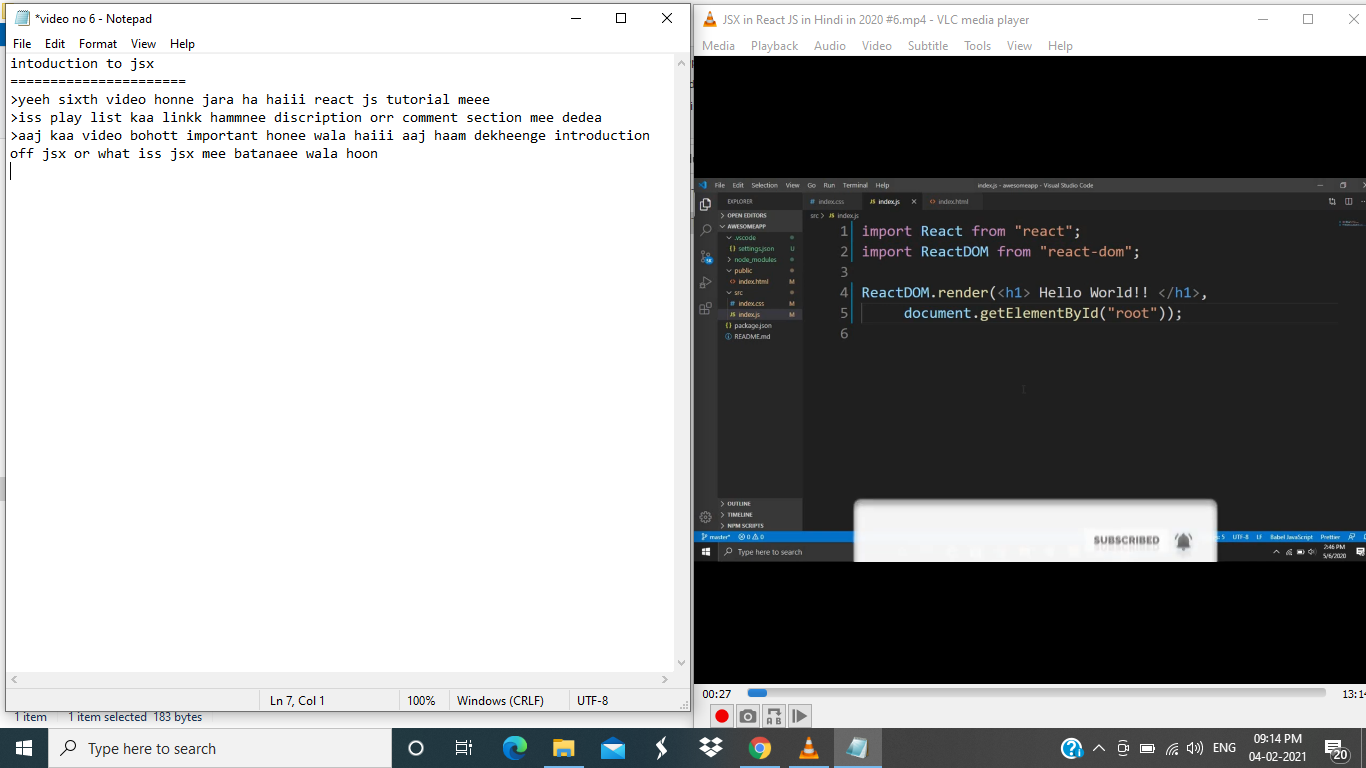 *video no 6 - Notepad
File Edit Format View Help
intoduction to jsx
======================
>yeeh sixth video honne jara ha haiii react js tutorial meee
>iss play list kaa linkk hammnee discription orr comment section mee dedea
>aaj kaa video bohott important honee wala haiii aaj haam dekheenge introduction
off jsx or what iss jsx mee batanaee wala hoon
Ln 7, Col 1 100% Windows (CRLF) UTF-8
1 item 1 item selected 183 bytes
JSX in React JS in Hindi in 2020 #6.mp4 - VLC media player
Media Playback Audio Video Subtitle Tools View Help
File Edit Selection View Go Run Terminal Help index.js - awesomeapp - Visual Studio Code
EXPLORER
OPEN EDITORS
AWESOMEAPP
.vscode
settings.json U
node_modules
public
index.html M
src
index.css M
index.js M
package.json
README.md
OUTLINE
TIMELINE
NPM SCRIPTS
index.css index.js index.html
src > JS index.js
1 import React from "react";
2 import ReactDOM from "react-dom";
3
4 ReactDOM.render(<h1> Hello World!! </h1>,
5 document.getElementById("root"));
6
SUBSCRIBED
master* 0 0 UTF-8 LF Babel JavaScript Prettier
Type here to search 2:46 PM
5/6/2020
00:27
A B
Type here to search ENG 09:14 PM
04-02-2021
20